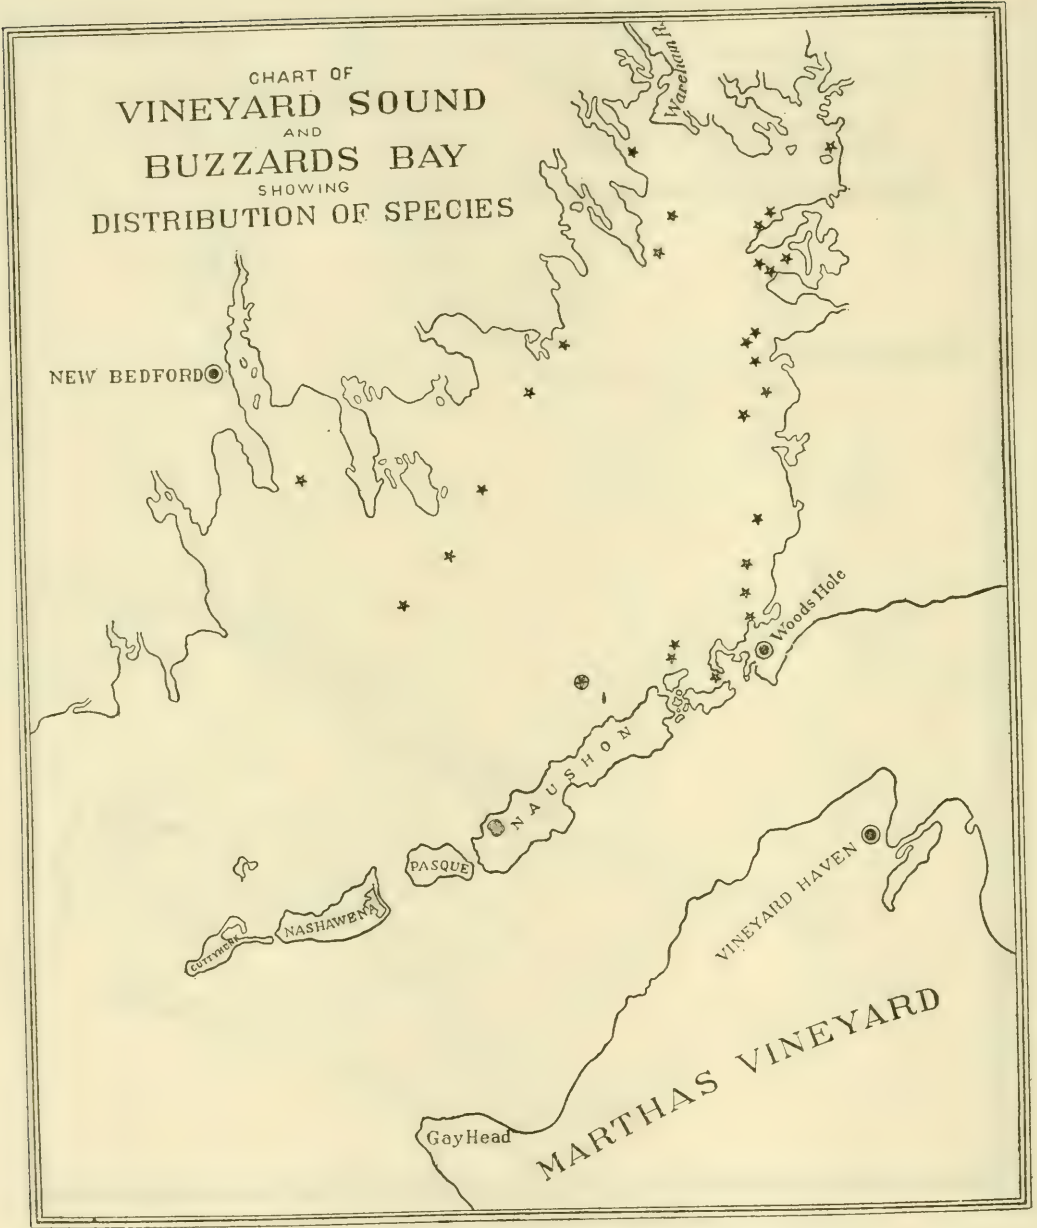 CHART OF
VINEYARD SOUND
AND
BUZZARDS BAY
SHOWING
DISTRIBUTION OF SPECIES
Wareham R.
NEW BEDFORD
Woods Hole
NAUSHON
PASQUE
NASHAWENA
CUTTYHUNK
VINEYARD HAVEN
MARTHAS VINEYARD
Gay Head